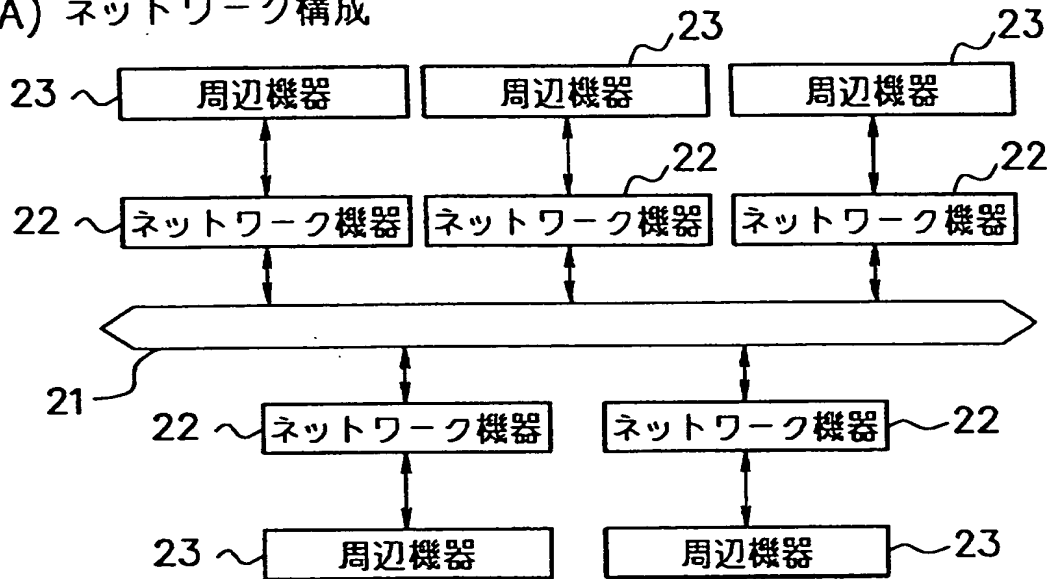 A) ネットワーク構成
23 23
23 周辺機器 周辺機器 周辺機器
22 22
22 ネットワーク機器 ネットワーク機器 ネットワーク機器
21
22 ネットワーク機器 ネットワーク機器 22
23 周辺機器 周辺機器 23